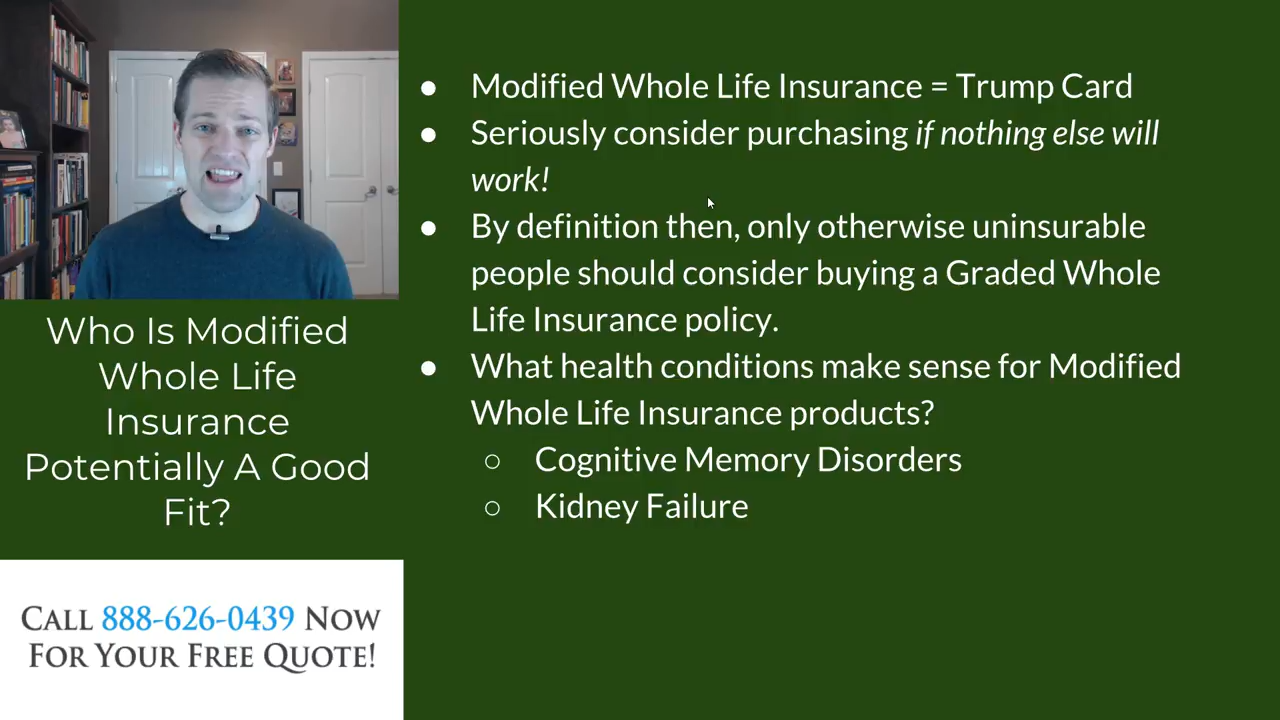 Who Is Modified
Whole Life
Insurance
Potentially A Good
Fit?
CALL 888-626-0439 NOW
FOR YOUR FREE QUOTE!
● Modified Whole Life Insurance = Trump Card
● Seriously consider purchasing if nothing else will
work!
● By definition then, only otherwise uninsurable
people should consider buying a Graded Whole
Life Insurance policy.
● What health conditions make sense for Modified
Whole Life Insurance products?
○ Cognitive Memory Disorders
○ Kidney Failure